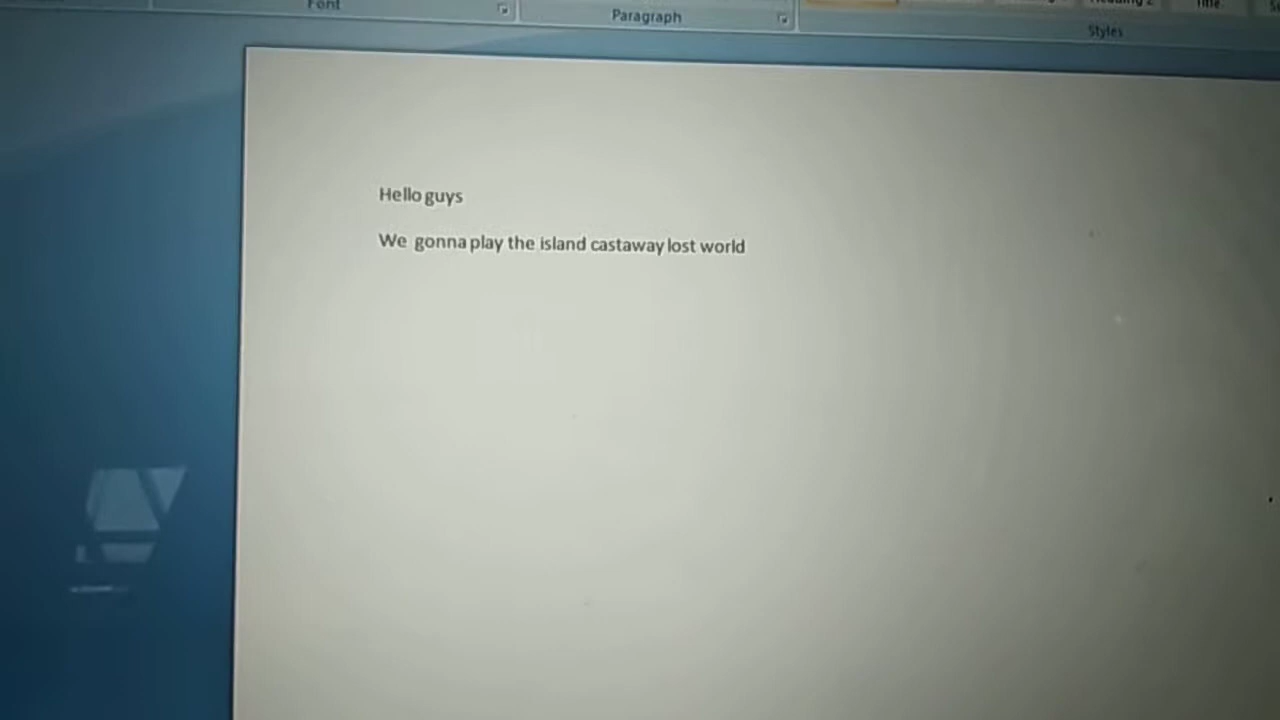 Font
Paragraph
Styles
Hello guys
We gonna play the island castaway lost world